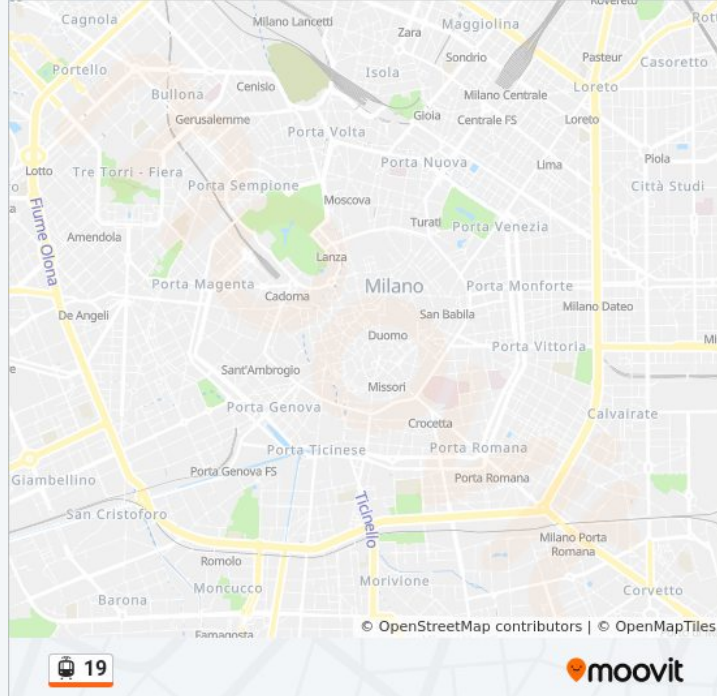 Cagnola
Milano Lancetti
Zara
Maggiolina
Rovereto
Portello
Isola
Sondrio
Pasteur
Casoretto
Bullona
Cenisio
Milano Centrale
Loreto
Gerusalemme
Porta Volta
Gioia
Centrale FS
Loreto
Lotto
Tre Torri - Fiera
Porta Nuova
Lima
Piola
Porta Sempione
Città Studi
Moscova
Fiume Olona
Amendola
Turati
Porta Venezia
Lanza
Porta Magenta
Cadorna
Milano
Porta Monforte
De Angeli
San Babila
Milano Dateo
Duomo
Porta Vittoria
Sant'Ambrogio
Missori
Porta Genova
Crocetta
Calvairate
Porta Ticinese
Porta Romana
Giambellino
Porta Genova FS
Porta Romana
San Cristoforo
Ticinello
Milano Porta
Romana
Romolo
Moncucco
Morivione
Corvetto
Barona
© OpenStreetMap contributors | © OpenMapTiles
Famagosta
19
moovit